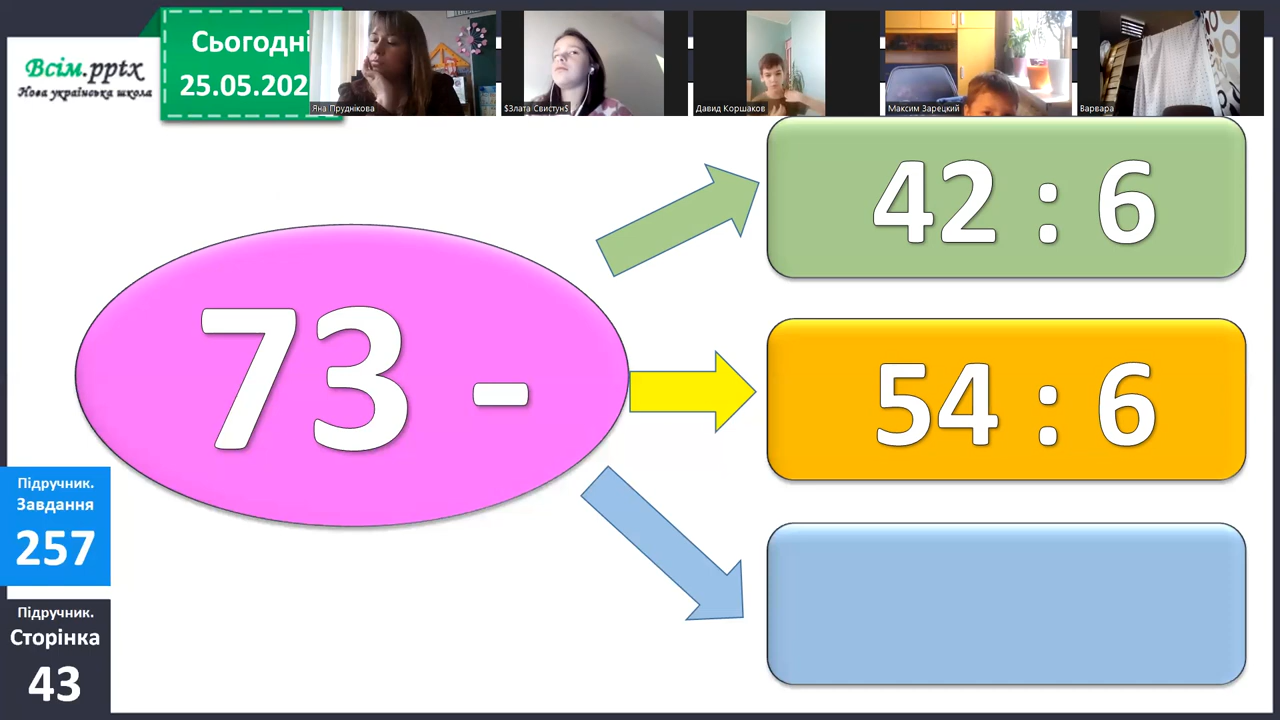 Всім.pptx
Нова українська школа
Сьогодні
25.05.202
Яна Пруднікова
$Злата Свистун$
Давид Коршаков
Максим Зарецкий
Варвара
42 : 6
73 -
54 : 6
Підручник.
Завдання
257
Підручник.
Сторінка
43